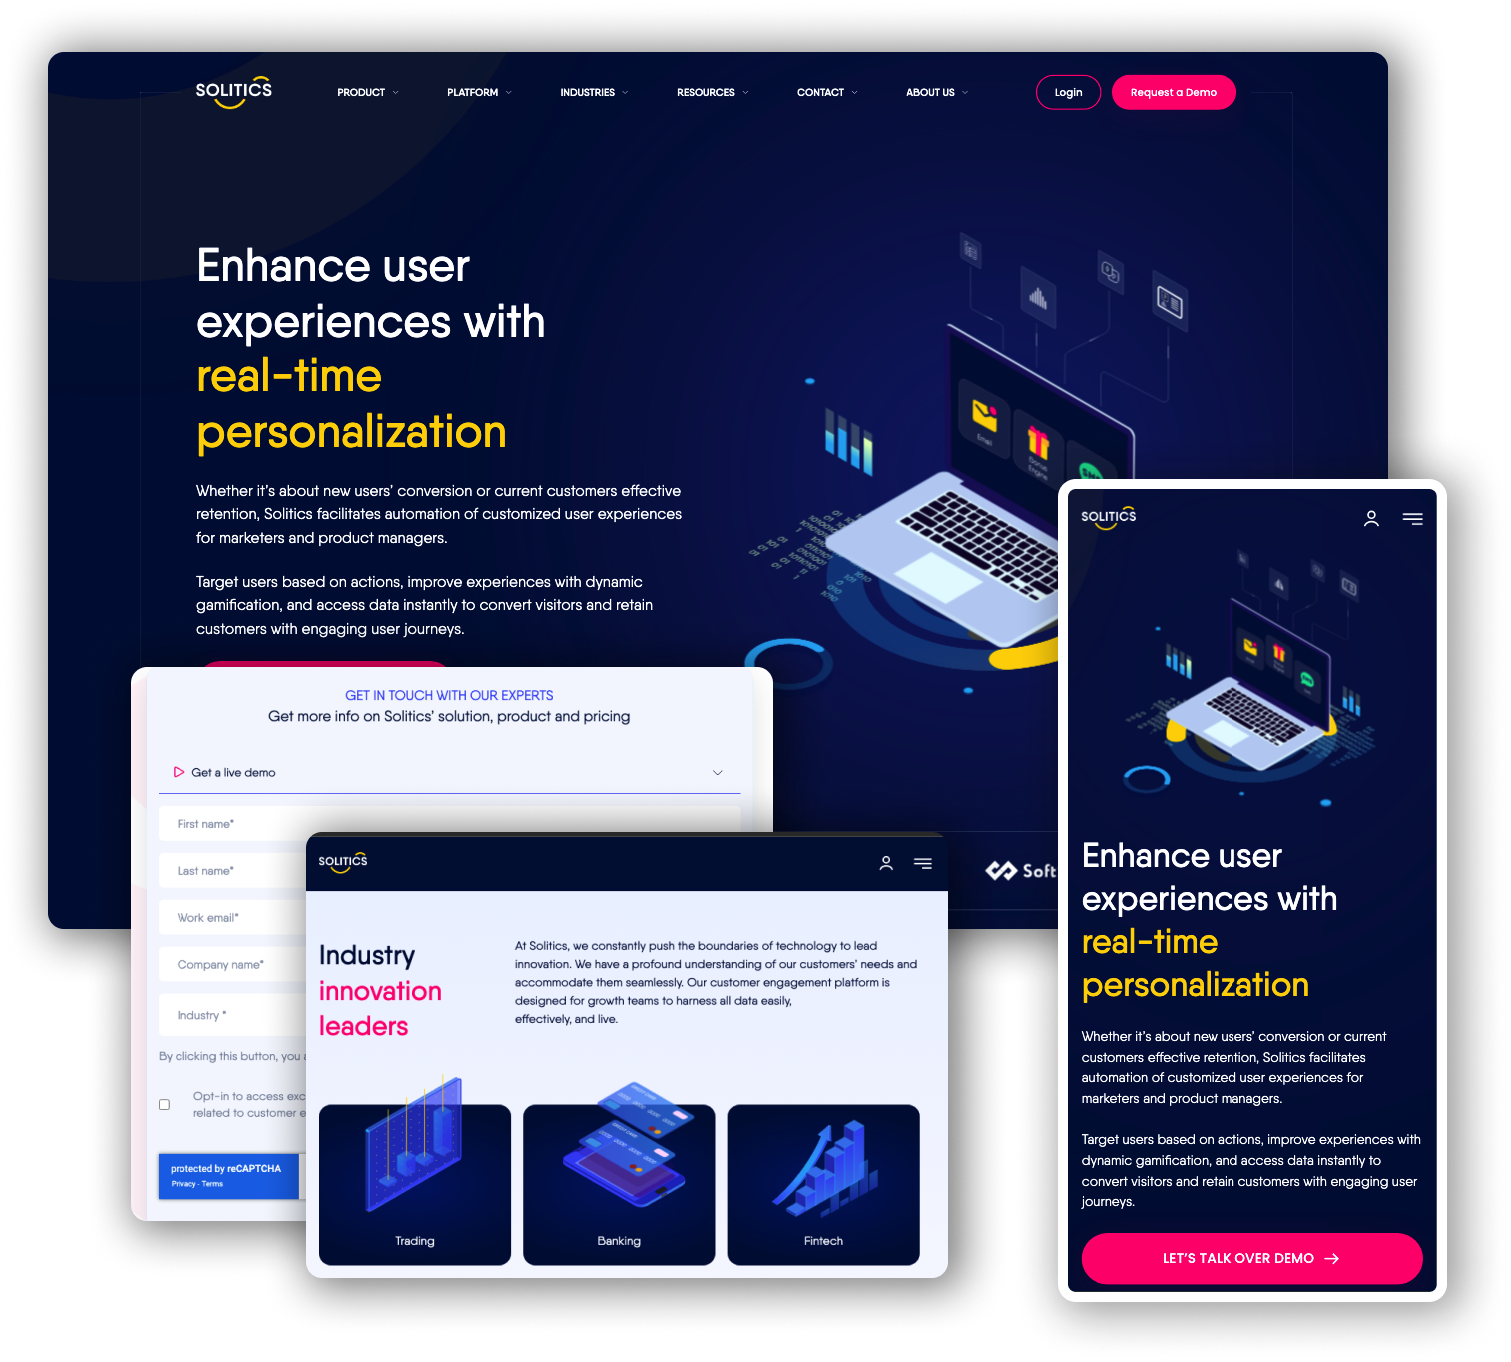 SOLITICS
PRODUCT
PLATFORM
INDUSTRIES
RESOURCES
CONTACT
ABOUT US
Login
Request a Demo
Enhance user
experiences with
real-time
personalization
Whether it's about new users' conversion or current customers effective
retention, Solitics facilitates automation of customized user experiences
for marketers and product managers.
Target users based on actions, improve experiences with dynamic
gamification, and access data instantly to convert visitors and retain
customers with engaging user journeys.
Email
Bonus
Engine
Soft
GET IN TOUCH WITH OUR EXPERTS
Get more info on Solitics' solution, product and pricing
Get a live demo
First name*
Last name*
Work email*
Company name*
Industry *
By clicking this button, you
Opt-in to access
related to customer
protected by reCAPTCHA
Privacy - Terms
SOLITICS
Industry
innovation
leaders
At Solitics, we constantly push the boundaries of technology to lead
innovation. We have a profound understanding of our customers' needs and
accommodate them seamlessly. Our customer engagement platform is
designed for growth teams to harness all data easily,
effectively, and live.
Trading
Banking
Fintech
SOLITICS
Enhance user
experiences with
real-time
personalization
Whether it's about new users' conversion or current
customers effective retention, Solitics facilitates
automation of customized user experiences for
marketers and product managers.
Target users based on actions, improve experiences with
dynamic gamification, and access data instantly to
convert visitors and retain customers with engaging user
journeys.
LET'S TALK OVER DEMO